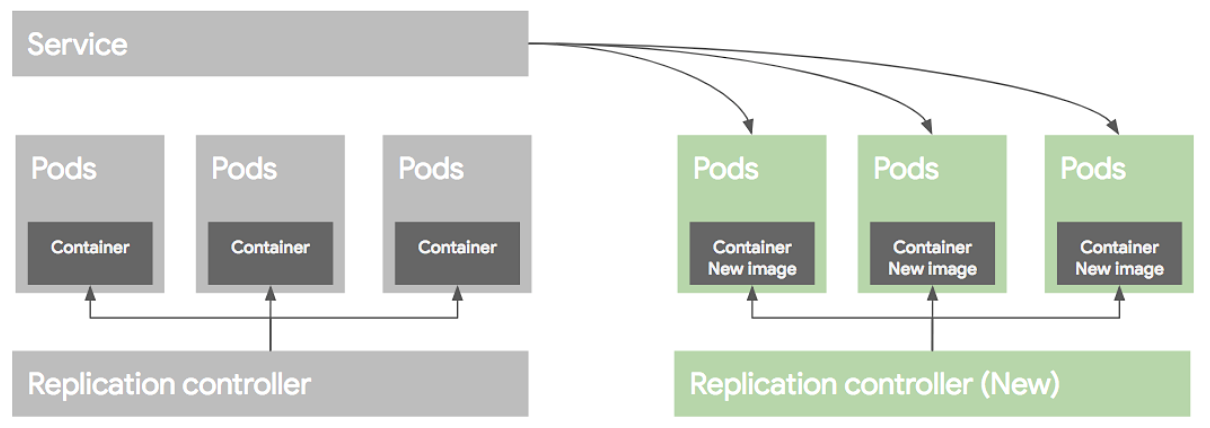 Service
Pods
Pods
Pods
Pods
Pods
Pods
Container
Container
Container
Container
New image
Container
New image
Container
New image
Replication controller
Replication controller (New)